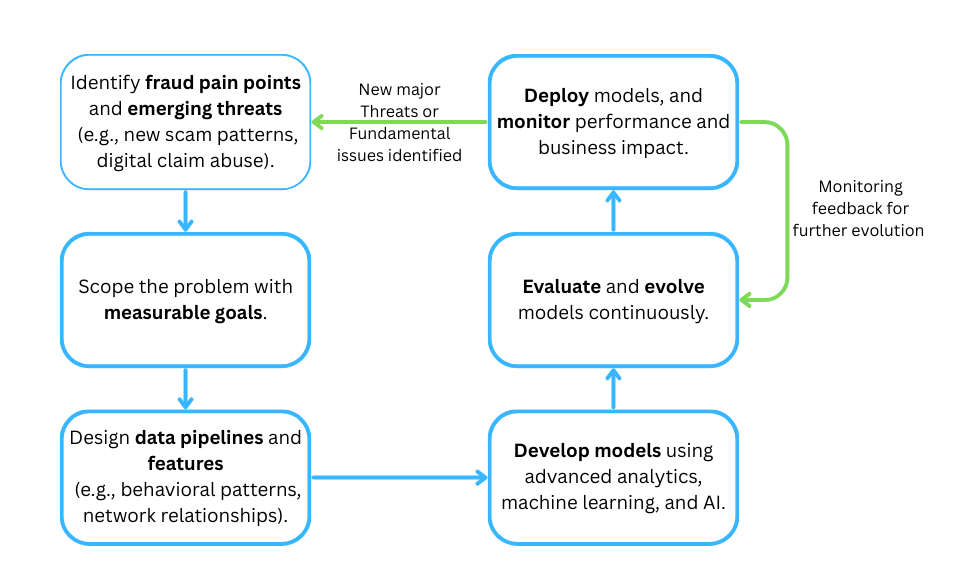 Identify fraud pain points
and emerging threats
(e.g., new scam patterns,
digital claim abuse).
New major
Threats or
Fundamental
issues identified
Deploy models, and
monitor performance and
business impact.
Monitoring
feedback for
further evolution
Scope the problem with
measurable goals.
Evaluate and evolve
models continuously.
Design data pipelines and
features
(e.g., behavioral patterns,
network relationships).
Develop models using
advanced analytics,
machine learning, and AI.